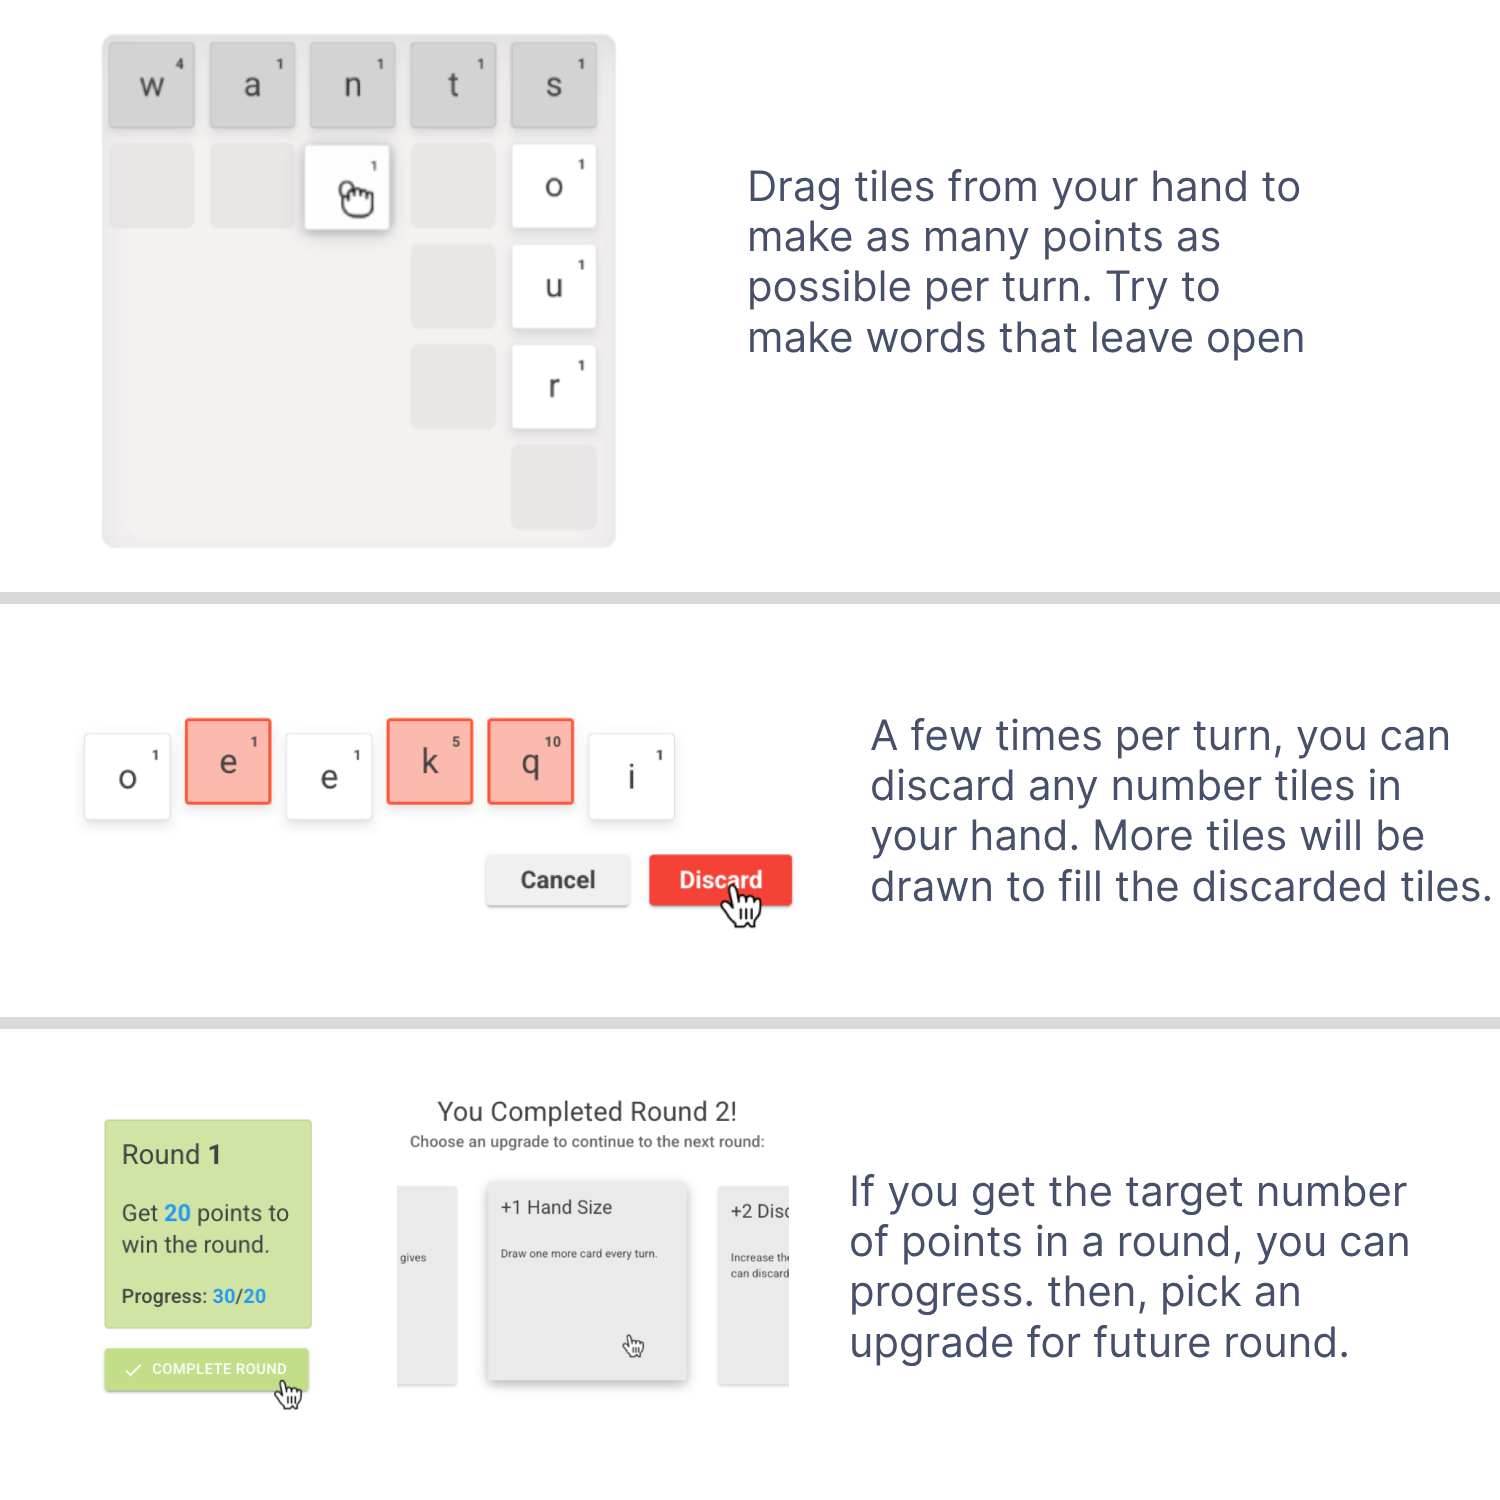 w 4 a 1 n 1 t 1 s 1
1 o 1
u 1
r 1
Drag tiles from your hand to
make as many points as
possible per turn. Try to
make words that leave open
o 1 e 1 e 1 k 5 q 10 i 1
Cancel Discard
A few times per turn, you can
discard any number tiles in
your hand. More tiles will be
drawn to fill the discarded tiles.
Round 1
Get 20 points to
win the round.
Progress: 30/20
COMPLETE ROUND
You Completed Round 2!
Choose an upgrade to continue to the next round:
gives
+1 Hand Size
Draw one more card every turn.
+2 Disc
Increase the
can discard
If you get the target number
of points in a round, you can
progress. then, pick an
upgrade for future round.